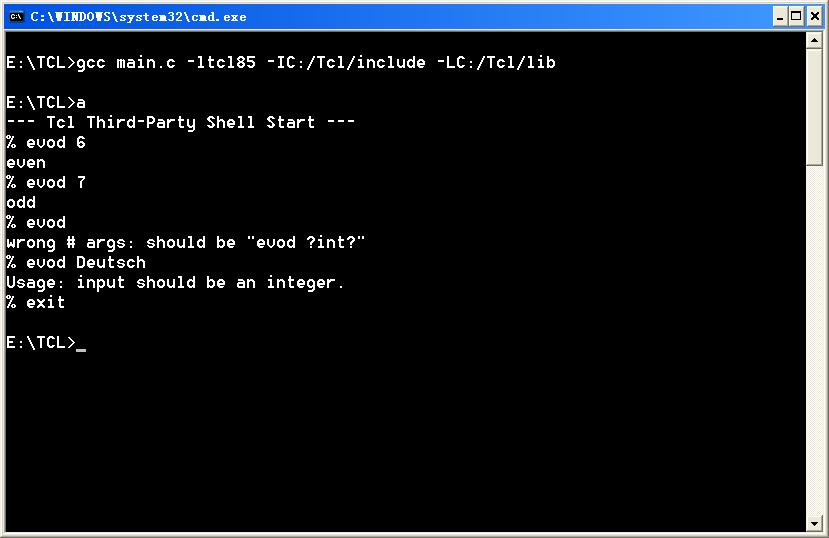 C:\WINDOWS\system32\cmd.exe
E:\TCL>gcc main.c -ltcl85 -IC:/Tcl/include -LC:/Tcl/lib
E:\TCL>a
--- Tcl Third-Party Shell Start ---
% evod 6
even
% evod 7
odd
% evod
wrong # args: should be "evod ?int?"
% evod Deutsch
Usage: input should be an integer.
% exit
E:\TCL>_